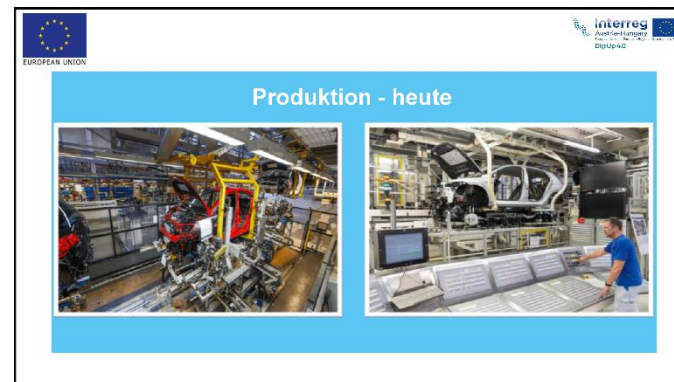 EUROPEAN UNION
Interreg
Austria-Hungary
DigiUp4.0
Produktion - heute